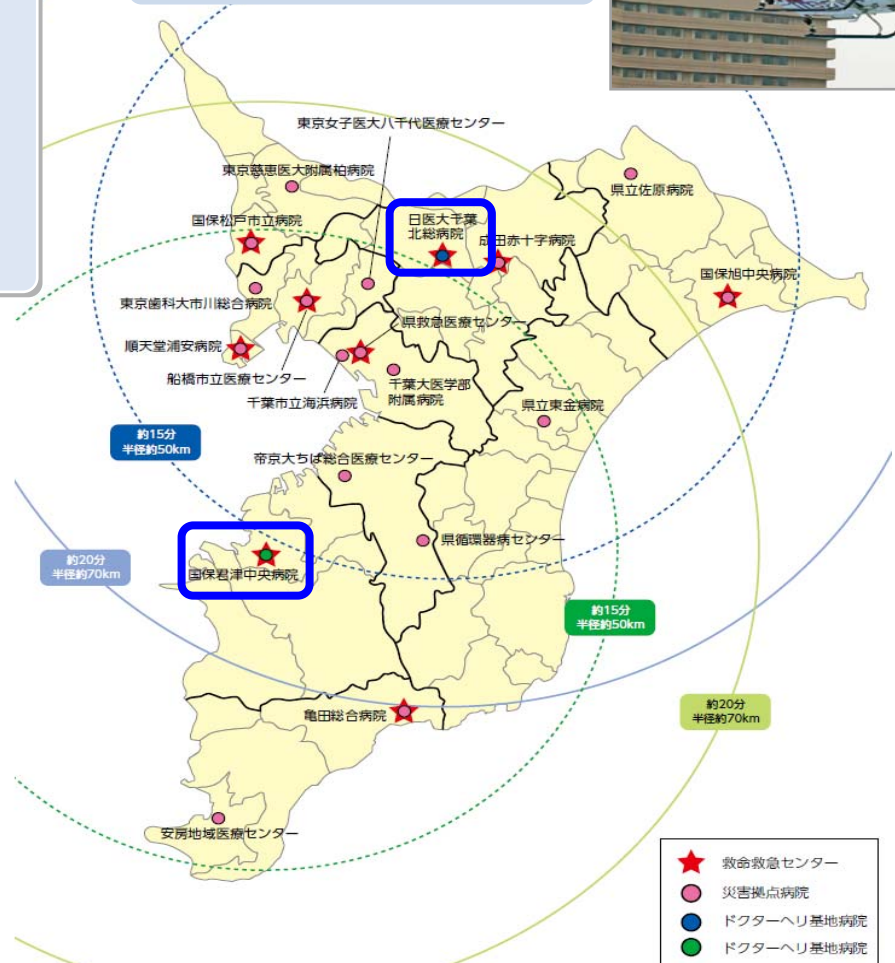 東京女子医大八千代医療センター
東京慈恵医大附属柏病院
県立佐原病院
国保松戸市立病院
日医大千葉
北総病院
成田赤十字病院
国保旭中央病院
東京歯科大市川総合病院
県救急医療センター
順天堂浦安病院
船橋市立医療センター
千葉大医学部
附属病院
千葉市立海浜病院
県立東金病院
約15分
半径約50km
帝京大ちば総合医療センター
県循環器病センター
約20分
半径約70km
国保君津中央病院
約15分
半径約50km
亀田総合病院
約20分
半径約70km
安房地域医療センター
救命救急センター
災害拠点病院
ドクターヘリ基地病院
ドクターヘリ基地病院